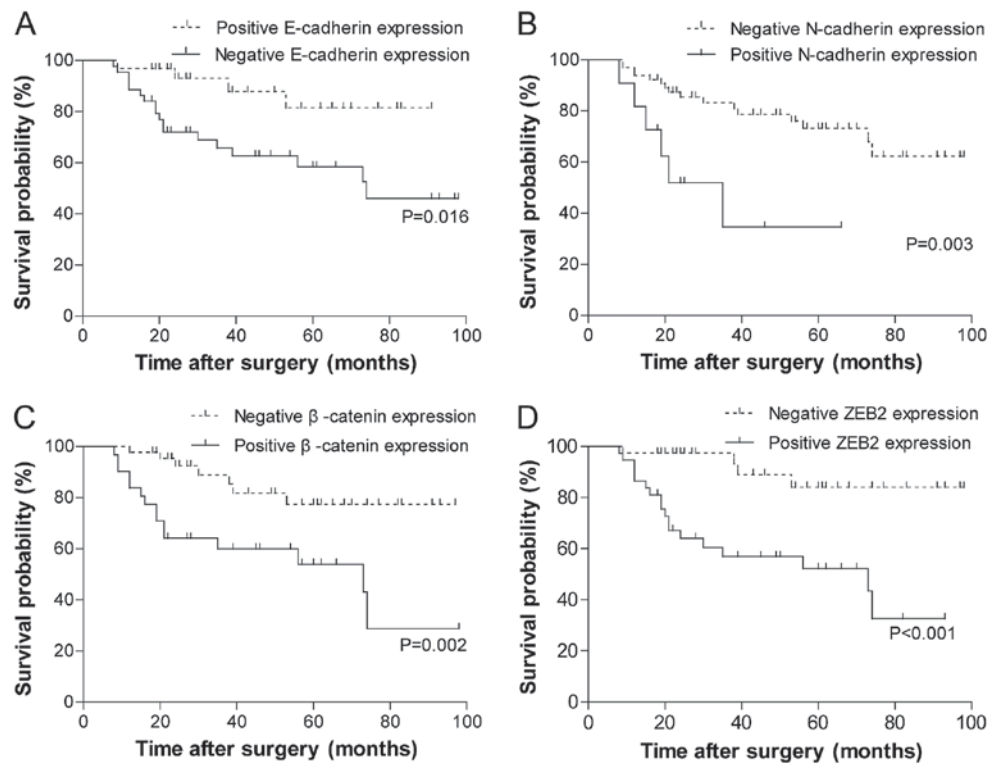 A
Positive E-cadherin expression
Negative E-cadherin expression
Survival probability (%)
100
80
60
40
20
0
P=0.016
0 20 40 60 80 100
Time after surgery (months)
B
Negative N-cadherin expression
Positive N-cadherin expression
Survival probability (%)
100
80
60
40
20
0
P=0.003
0 20 40 60 80 100
Time after surgery (months)
C
Negative β -catenin expression
Positive β -catenin expression
Survival probability (%)
100
80
60
40
20
0
P=0.002
0 20 40 60 80 100
Time after surgery (months)
D
Negative ZEB2 expression
Positive ZEB2 expression
Survival probability (%)
100
80
60
40
20
0
P<0.001
0 20 40 60 80 100
Time after surgery (months)